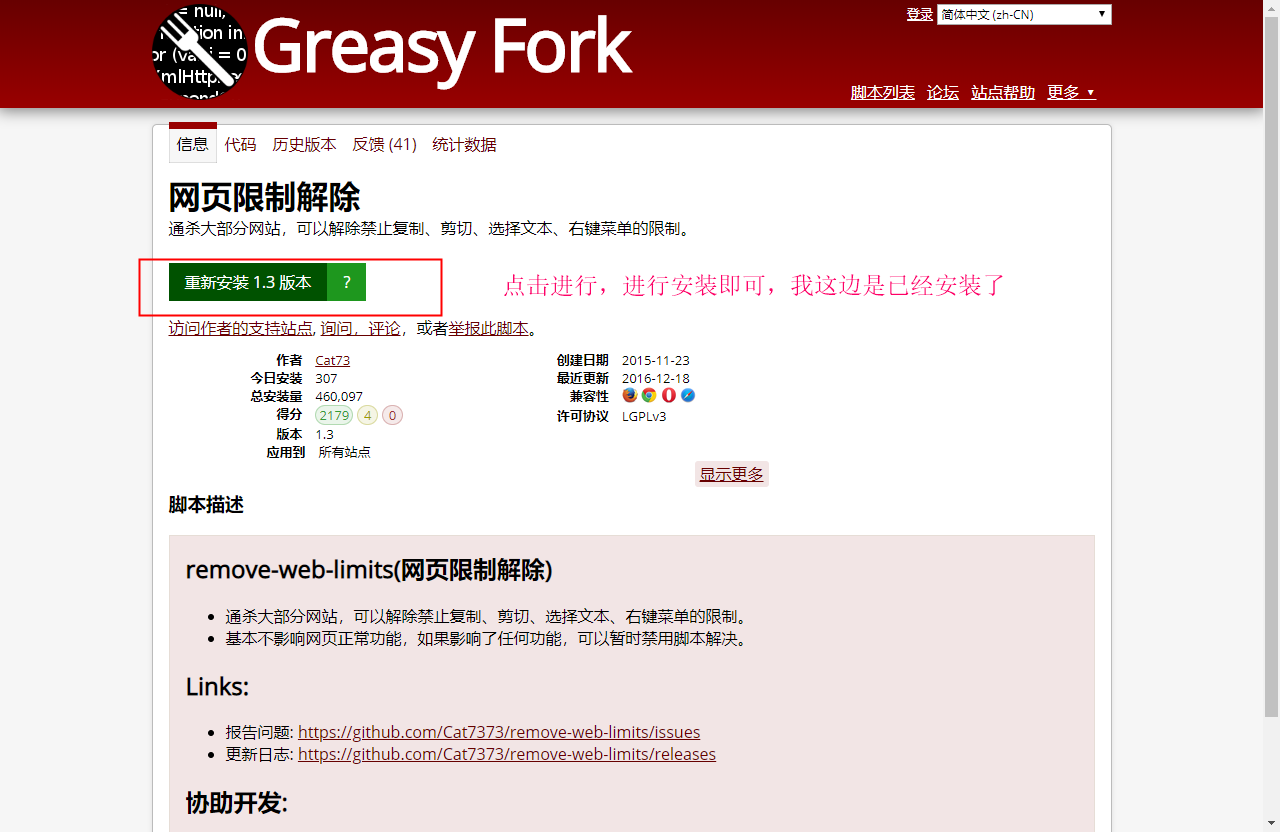 = null,
tion in
or (va i = 0
mlHttp
Greasy Fork
登录 简体中文 (zh-CN)
脚本列表 论坛 站点帮助 更多
信息 代码 历史版本 反馈 (41) 统计数据
网页限制解除
通杀大部分网站，可以解除禁止复制、剪切、选择文本、右键菜单的限制。
重新安装 1.3 版本 ?
点击进行，进行安装即可，我这边是已经安装了
访问作者的支持站点, 询问，评论，或者举报此脚本。
作者 Cat73
今日安装 307
总安装量 460,097
得分 2179 4 0
版本 1.3
应用到 所有站点
创建日期 2015-11-23
最近更新 2016-12-18
兼容性
许可协议 LGPLv3
显示更多
脚本描述
remove-web-limits(网页限制解除)
通杀大部分网站，可以解除禁止复制、剪切、选择文本、右键菜单的限制。
基本不影响网页正常功能，如果影响了任何功能，可以暂时禁用脚本解决。
Links:
报告问题: https://github.com/Cat7373/remove-web-limits/issues
更新日志: https://github.com/Cat7373/remove-web-limits/releases
协助开发: